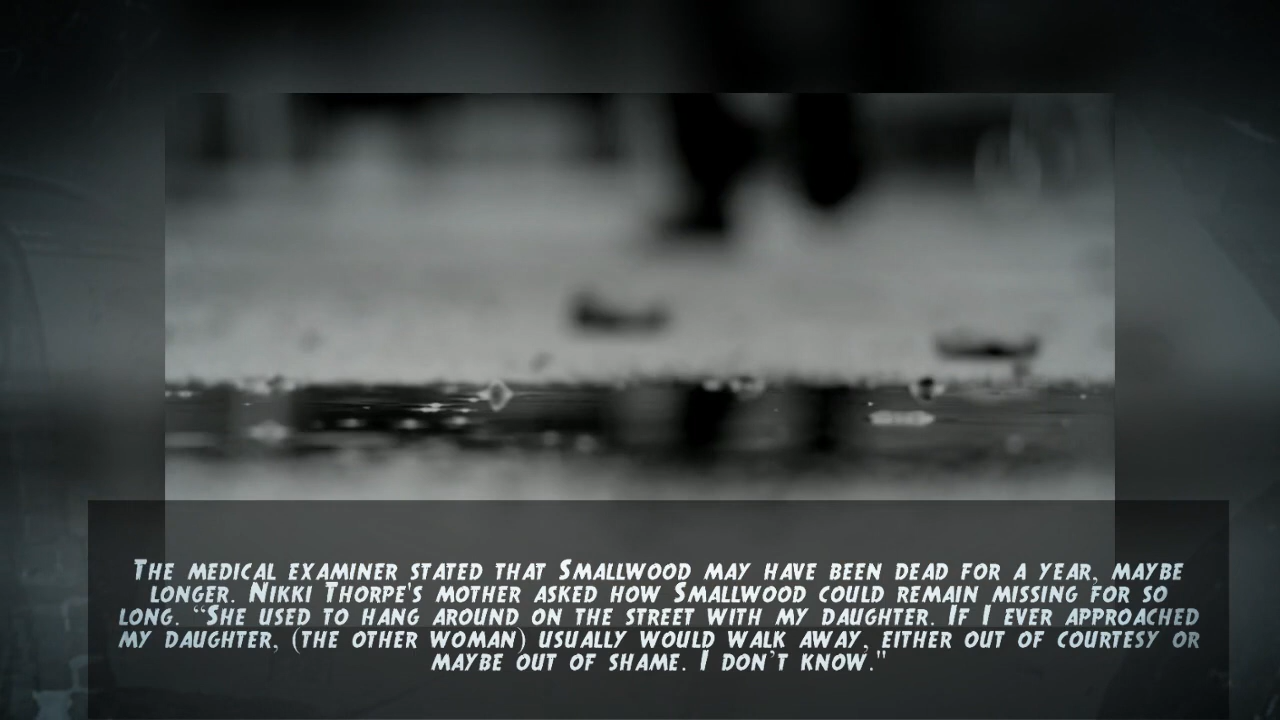 The medical examiner stated that Smallwood may have been dead for a year, maybe
longer. Nikki Thorpe's mother asked how Smallwood could remain missing for so
long. “She used to hang around on the street with my daughter. If I ever approached
my daughter, (the other woman) usually would walk away, either out of courtesy or
maybe out of shame. I don’t know."